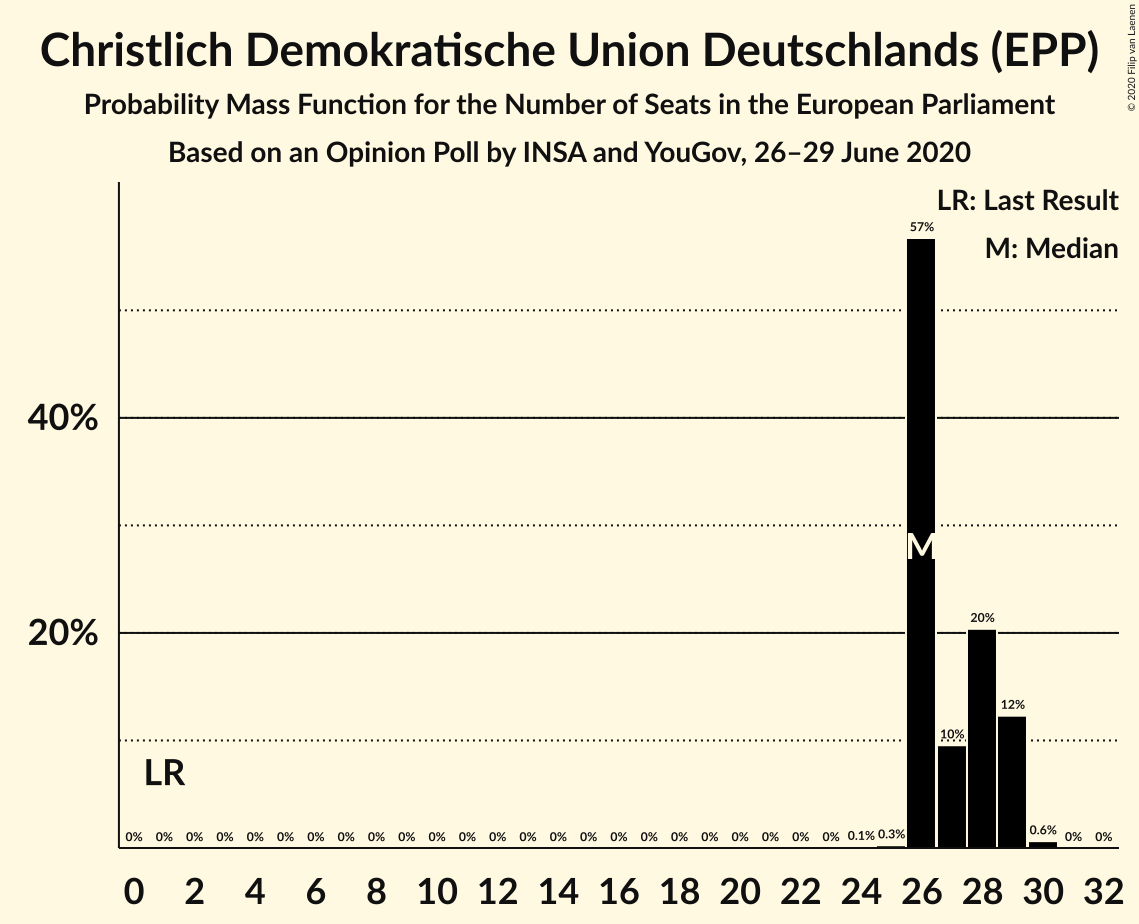 Christlich Demokratische Union Deutschlands (EPP)
Probability Mass Function for the Number of Seats in the European Parliament
Based on an Opinion Poll by INSA and YouGov, 26–29 June 2020
© 2020 Filip van Laenen
LR: Last Result
M: Median
57%
40%
M
20%
20%
12%
10%
LR
0% 0% 0% 0% 0% 0% 0% 0% 0% 0% 0% 0% 0% 0% 0% 0% 0% 0% 0% 0% 0% 0% 0% 0% 0.1% 0.3% 0.6% 0% 0%
0 2 4 6 8 10 12 14 16 18 20 22 24 26 28 30 32